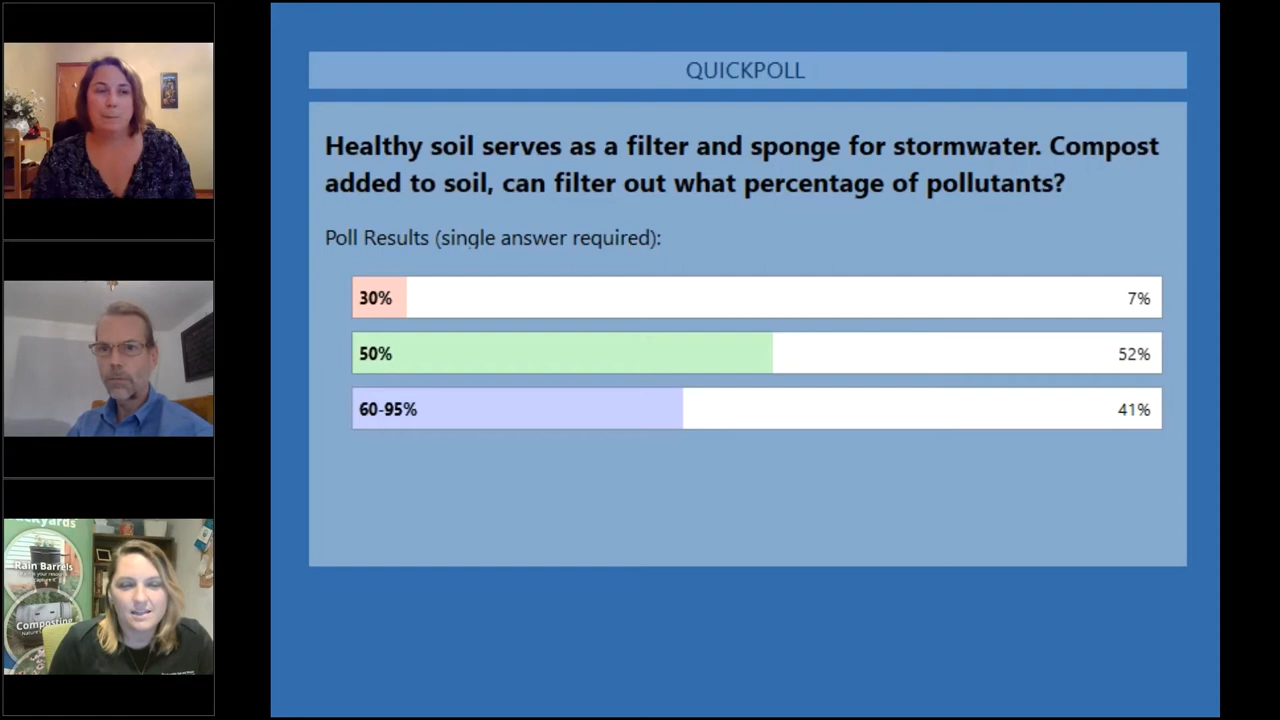 QUICKPOLL
Healthy soil serves as a filter and sponge for stormwater. Compost
added to soil, can filter out what percentage of pollutants?
Poll Results (single answer required):
30% 7%
50% 52%
60-95% 41%
Rain Barrels
Composting